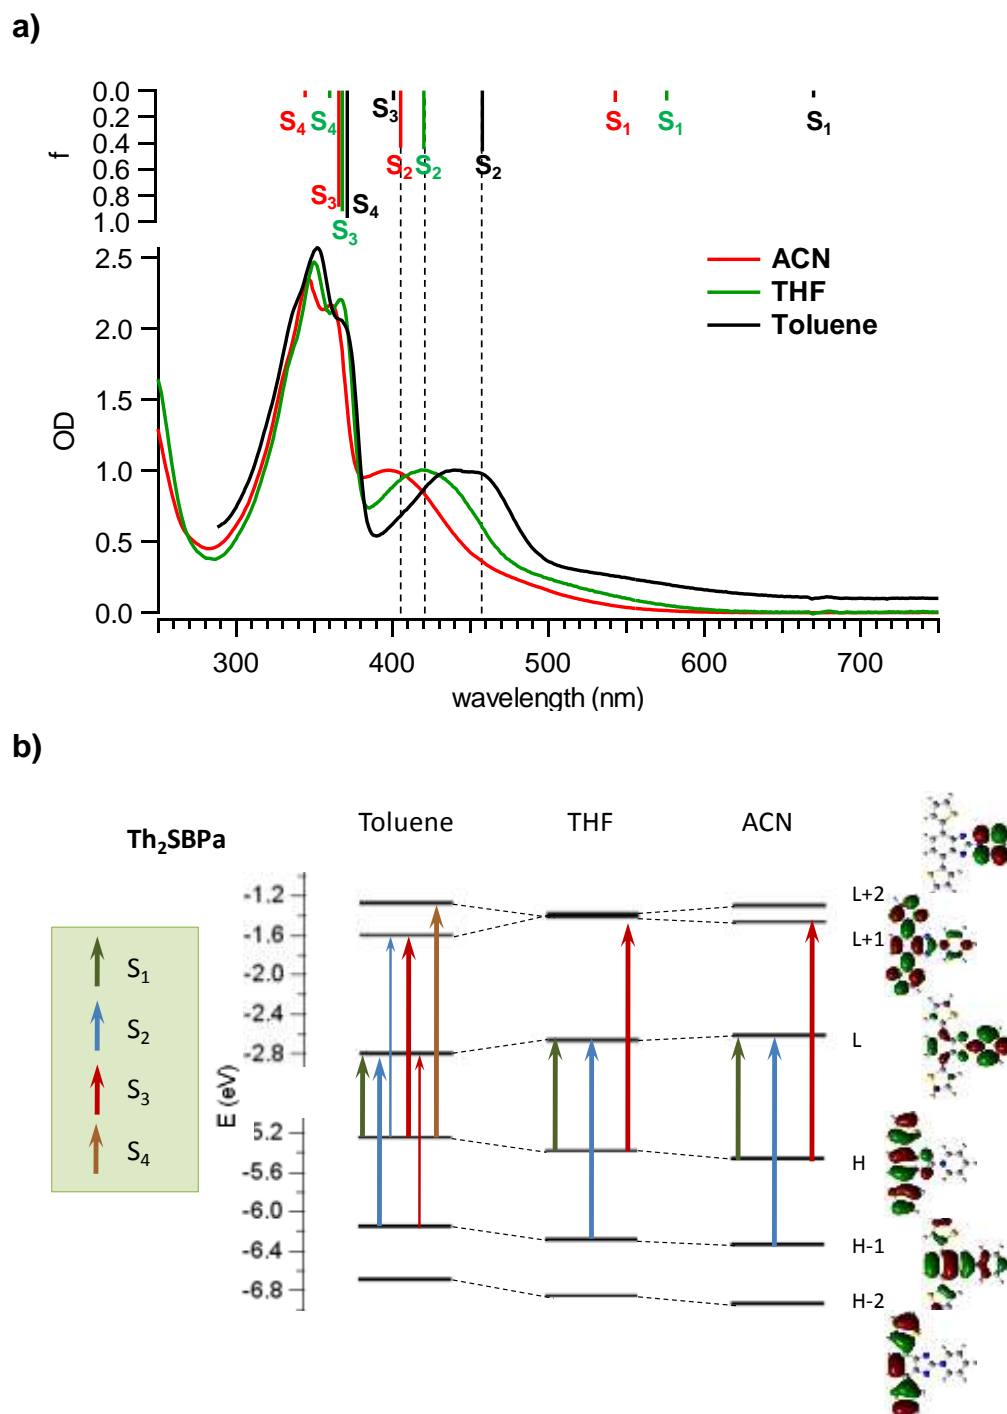 a)
0.0
0.2
0.4
0.6
0.8
1.0
f
S4 S4
S3
S2 S2
S3
S3
S4
S2
S1
S1
S1
2.5
2.0
1.5
1.0
0.5
0.0
OD
ACN
THF
Toluene
300 400 500 600 700
wavelength (nm)
b)
Th2SBPa
Toluene THF ACN
S1
S2
S3
S4
E (eV)
-1.2
-1.6
-2.0
-2.4
-2.8
5.2
-5.6
-6.0
-6.4
-6.8
L+2
L+1
L
H
H-1
H-2